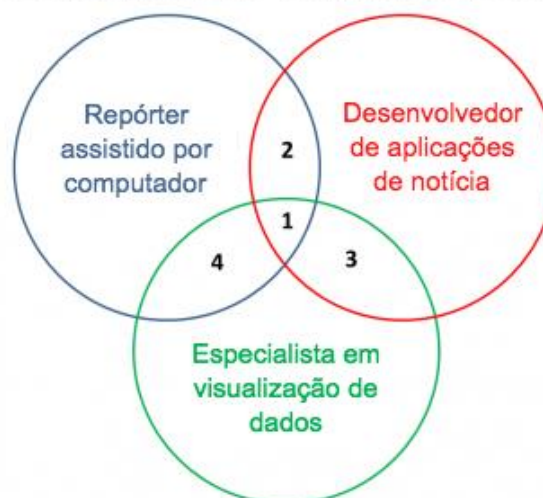 Repórter
assistido por
computador
Desenvolvedor
de aplicações
de notícia
2
1
4
3
Especialista em
visualização de
dados